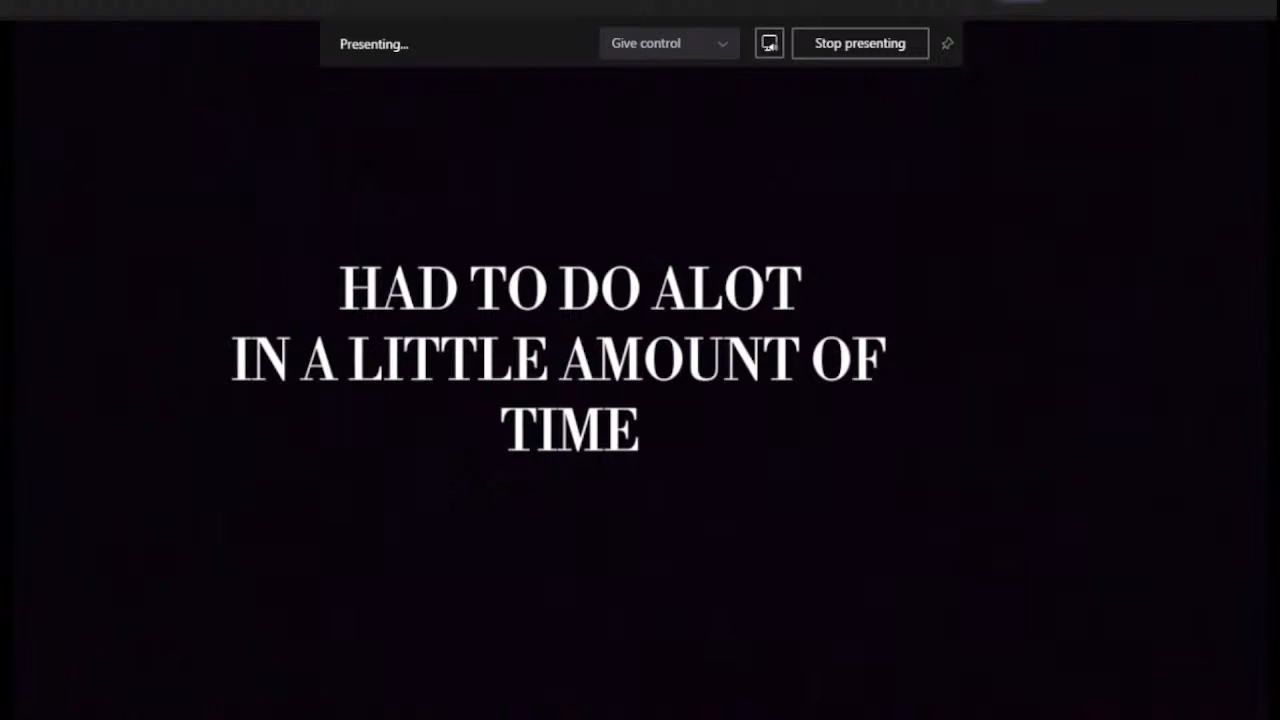 Presenting...
Give control
Stop presenting
HAD TO DO ALOT
IN A LITTLE AMOUNT OF
TIME